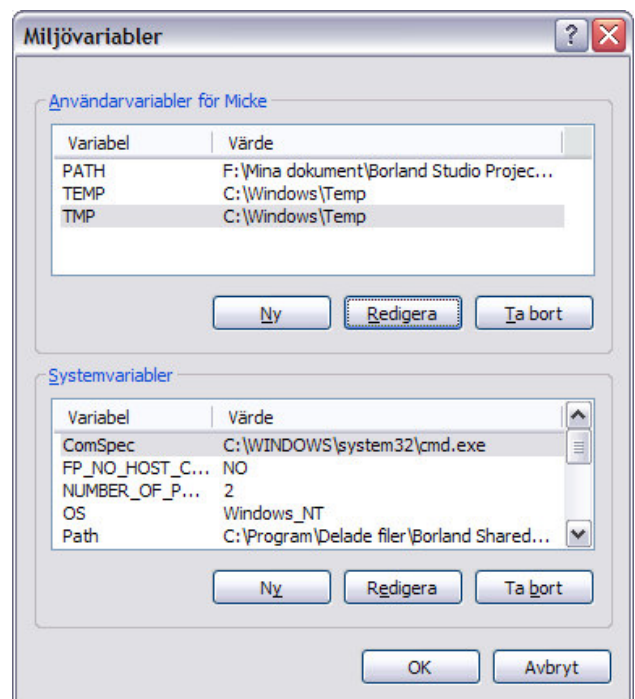 Miljövariabler
Användarvariabler för Micke
Variabel Värde
PATH F:\Mina dokument\Borland Studio Projec...
TEMP C:\Windows\Temp
TMP C:\Windows\Temp
Ny Redigera Ta bort
Systemvariabler
Variabel Värde
ComSpec C:\WINDOWS\system32\cmd.exe
FP_NO_HOST_C... NO
NUMBER_OF_P... 2
OS Windows_NT
Path C:\Program\Delade filer\Borland Shared...
Ny Redigera Ta bort
OK Avbryt